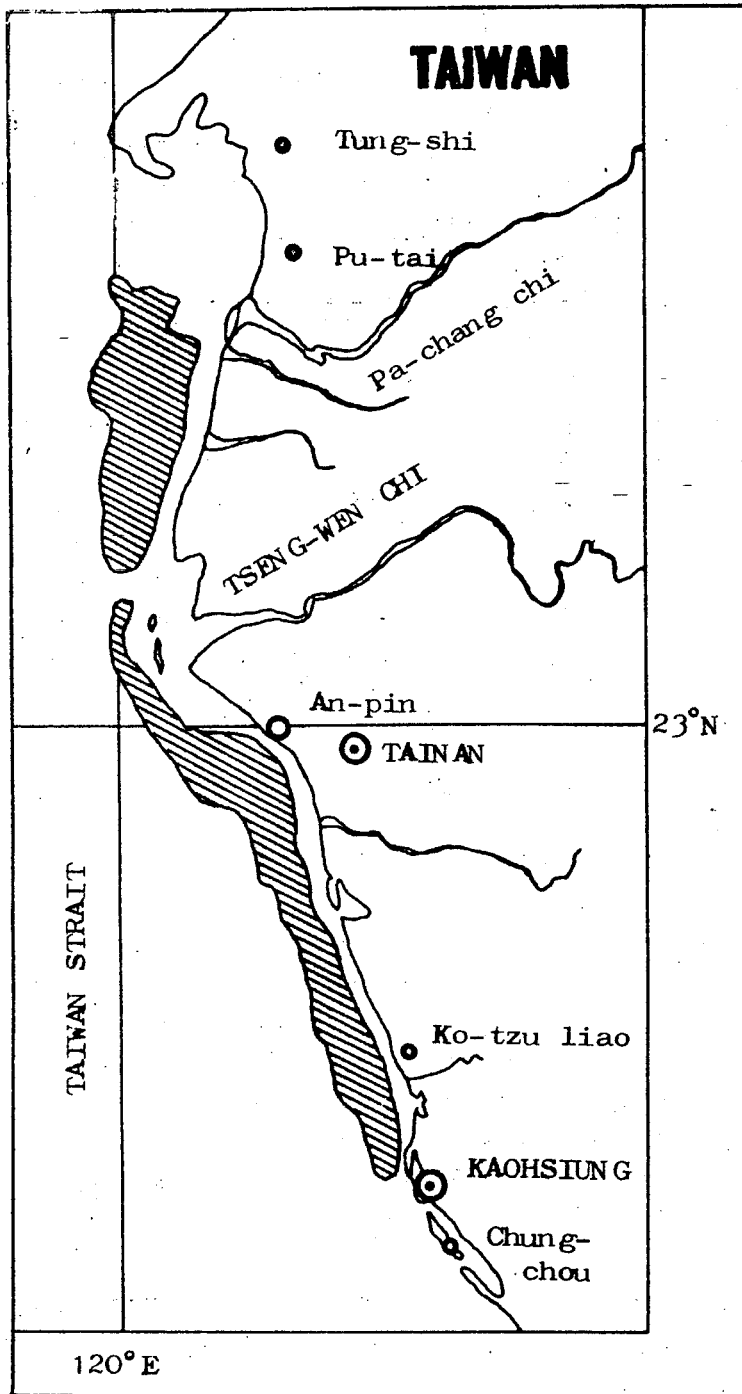 TAIWAN
Tung-shi
Pu-tai
Pa-chang chi
TSENG-WEN CHI
An-pin
23°N
TAINAN
TAIWAN STRAIT
Ko-tzu liao
KAOHSIUNG
Chung-
chou
120°E